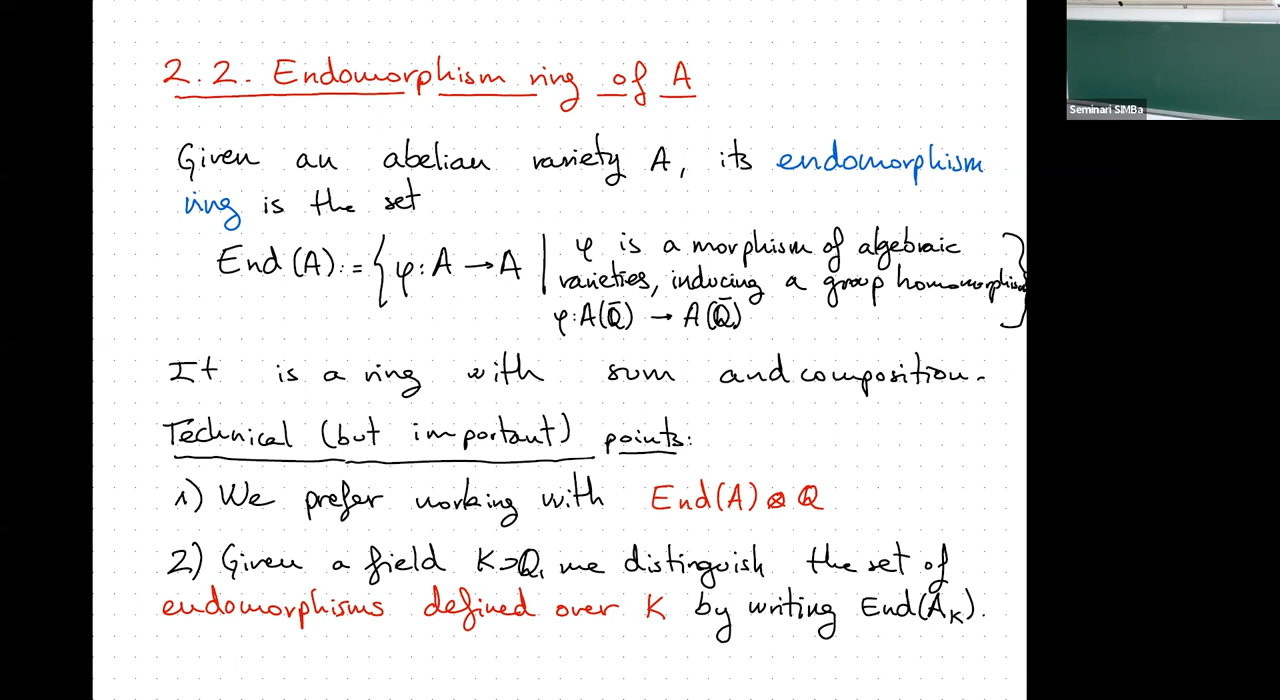 2.2. Endomorphism ring of A
Seminari SIMBa
Given an abelian variety A, its endomorphism
ring is the set
End (A) := { φ: A → A | φ is a morphism of algebraic
varieties, inducing a group homomorphism
φ: A(Q̄) → A(Q̄) }
It is a ring with sum and composition.
Technical (but important) points:
1) We prefer working with End(A) ⊗ Q
2) Given a field K ⊃ Q, we distinguish the set of
endomorphisms defined over K by writing End(A_K).